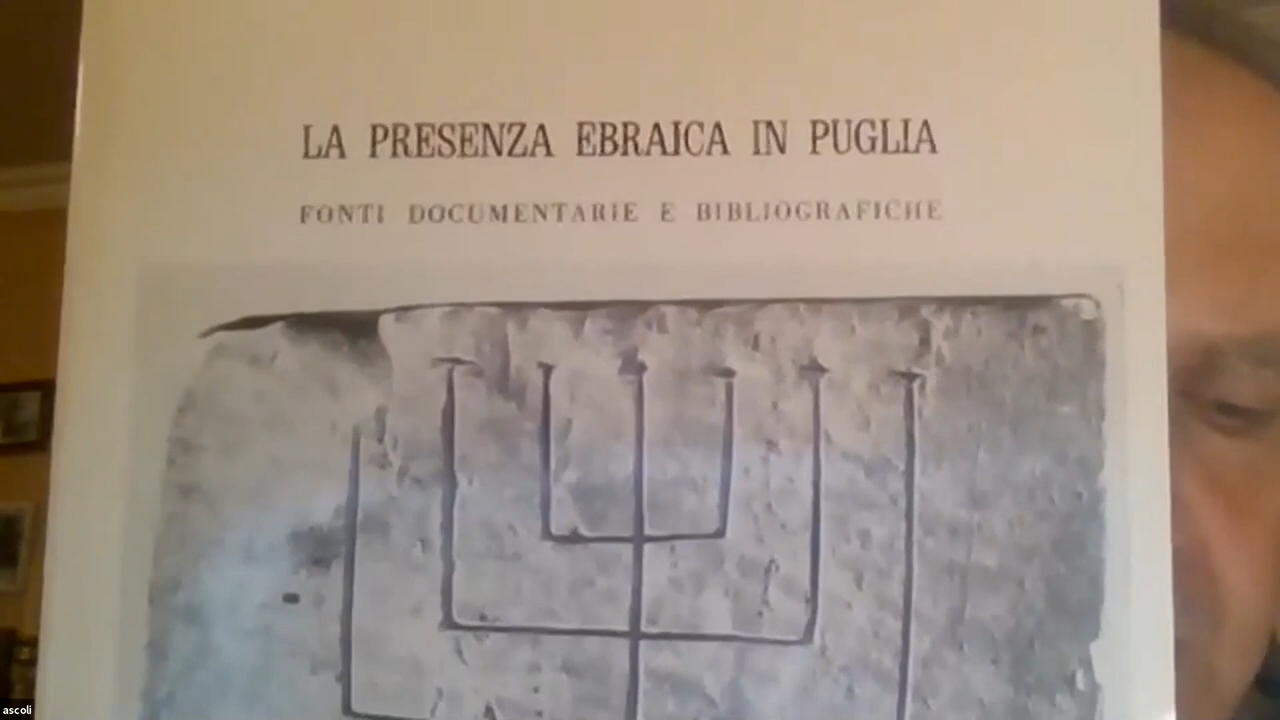 LA PRESENZA EBRAICA IN PUGLIA
FONTI DOCUMENTARIE E BIBLIOGRAFICHE
ascoli